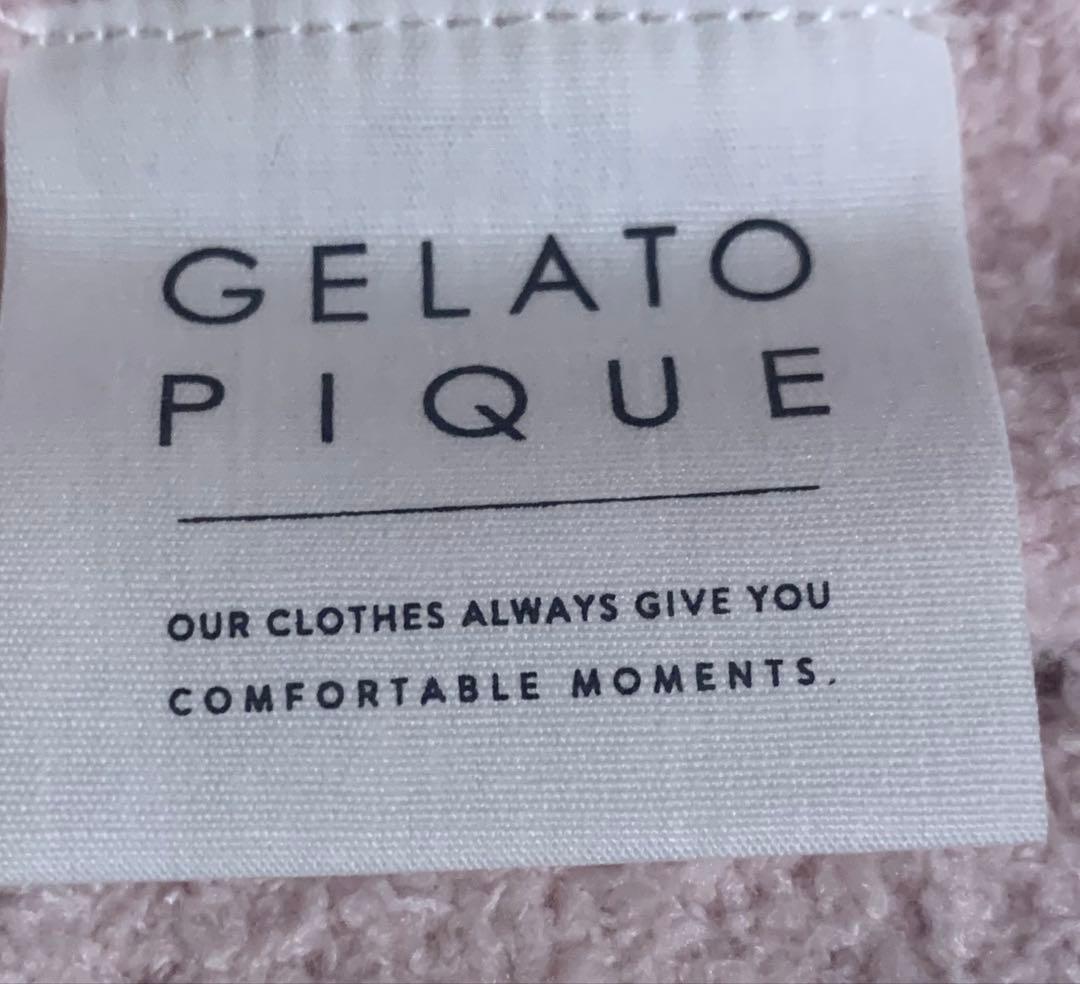 GELATO
PIQUE
OUR CLOTHES ALWAYS GIVE YOU
COMFORTABLE MOMENTS.